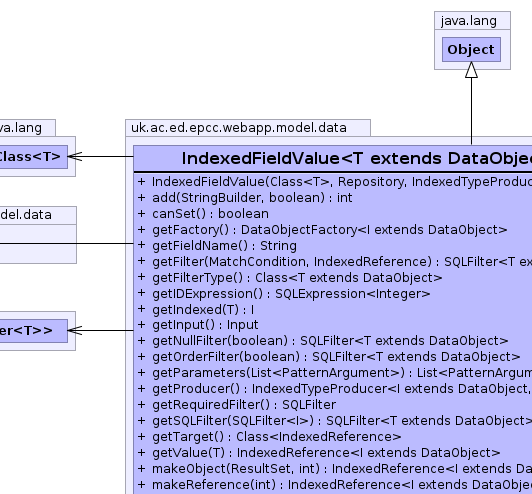 java.lang
Object
va.lang
Class<T>
del.data
er<T>>
uk.ac.ed.epcc.webapp.model.data
IndexedFieldValue<T extends DataObje
+ IndexedFieldValue(Class<T>, Repository, IndexedTypeProduc
+ add(StringBuilder, boolean) : int
+ canSet() : boolean
+ getFactory() : DataObjectFactory<I extends DataObject>
+ getFieldName() : String
+ getFilter(MatchCondition, IndexedReference) : SQLFilter<T ex
+ getFilterType() : Class<T extends DataObject>
+ getIDExpression() : SQLExpression<Integer>
+ getIndexed(T) : I
+ getInput() : Input
+ getNullFilter(boolean) : SQLFilter<T extends DataObject>
+ getOrderFilter(boolean) : SQLFilter<T extends DataObject>
+ getParameters(List<PatternArgument>) : List<PatternArgum
+ getProducer() : IndexedTypeProducer<I extends DataObject,
+ getRequiredFilter() : SQLFilter
+ getSQLFilter(SQLFilter<I>) : SQLFilter<T extends DataObject>
+ getTarget() : Class<IndexedReference>
+ getValue(T) : IndexedReference<I extends DataObject>
+ makeObject(ResultSet, int) : IndexedReference<I extends Da
+ makeReference(int) : IndexedReference<I extends DataObje